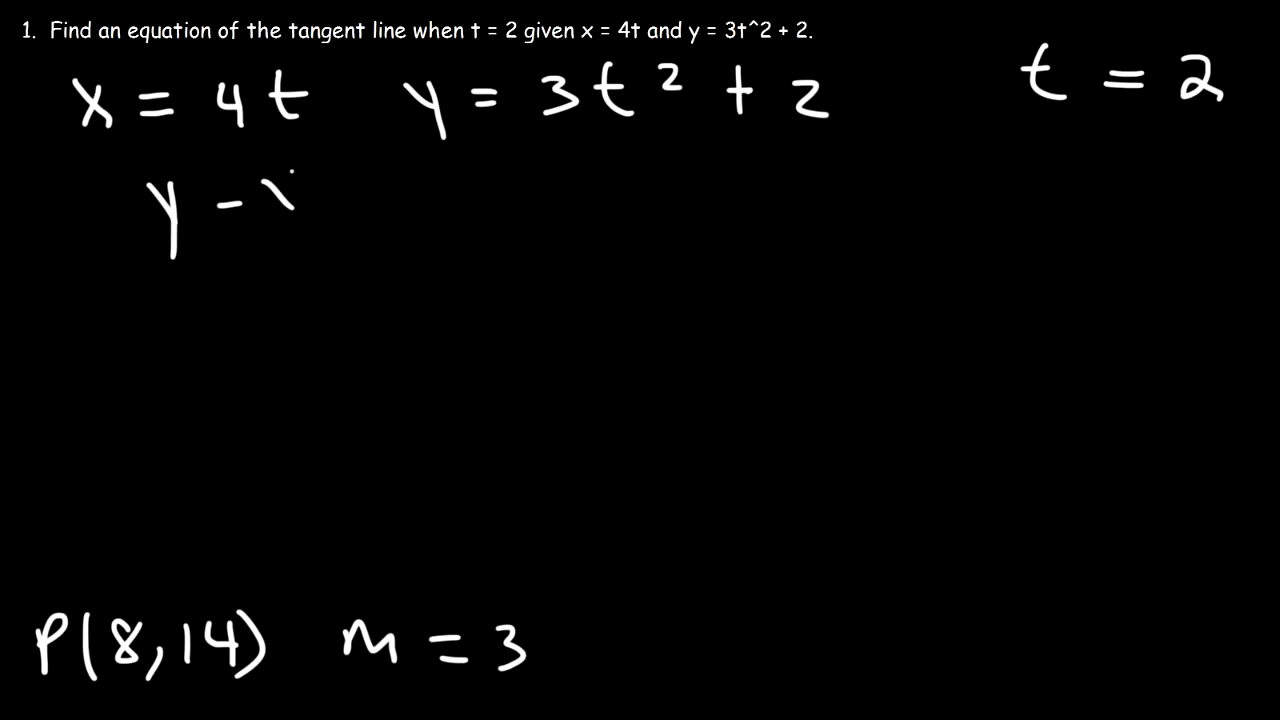 1. Find an equation of the tangent line when t = 2 given x = 4t and y = 3t^2 + 2.
x = 4t y = 3t² + 2 t = 2
y -
P(8,14) m = 3